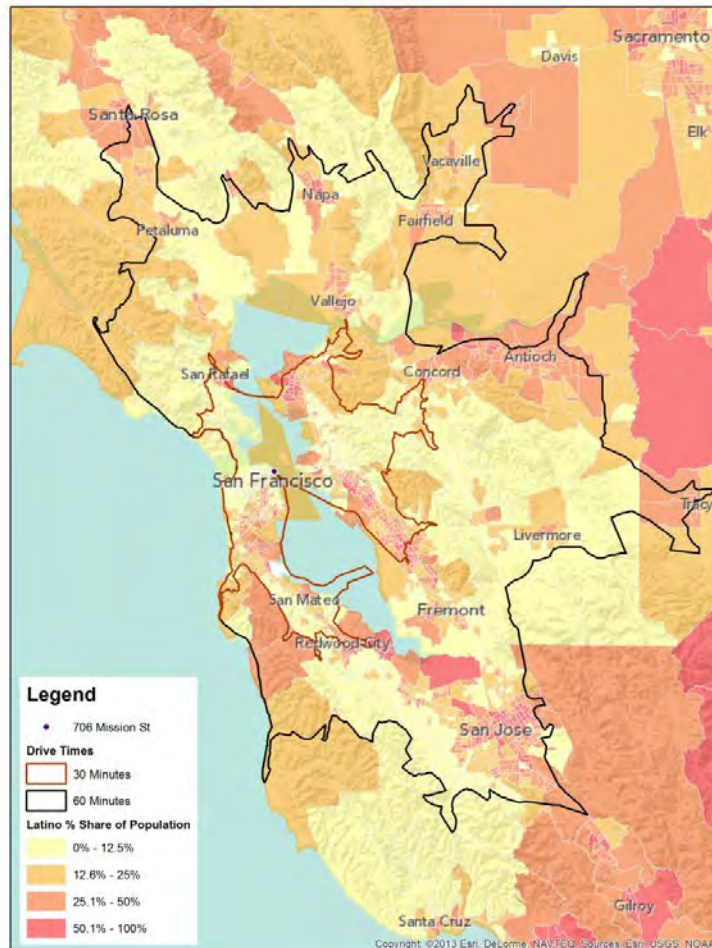 Sacramento
Davis
Santa Rosa
Elk
Vacaville
Napa
Fairfield
Petaluma
Vallejo
Antioch
San Rafael
Concord
San Francisco
Tracy
Livermore
San Mateo
Fremont
Redwood City
San Jose
Gilroy
Santa Cruz
Legend
706 Mission St
Drive Times
30 Minutes
60 Minutes
Latino % Share of Population
0% - 12.5%
12.6% - 25%
25.1% - 50%
50.1% - 100%
Copyright: ©2013 Esri, DeLorme, NAVTEQ, Sources: Esri, USGS, NOAA